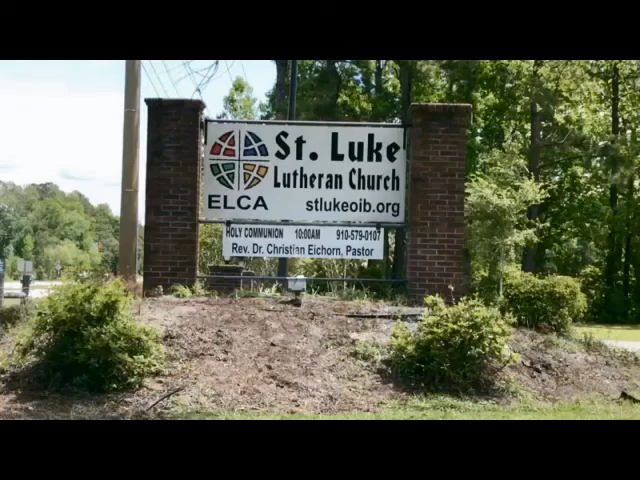 St. Luke
Lutheran Church
ELCA stlukeoib.org
HOLY COMMUNION 10:00AM 910-579-0107
Rev. Dr. Christian Eichorn, Pastor